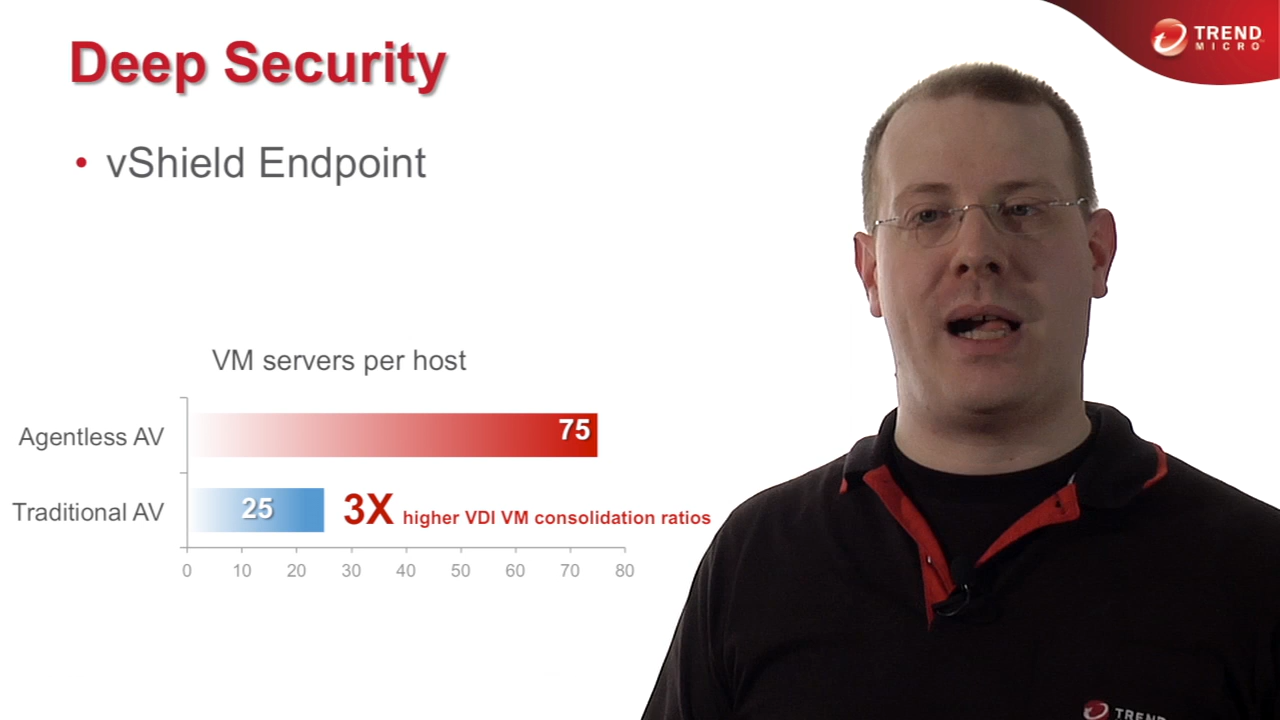 Deep Security
TREND
MICRO
• vShield Endpoint
VM servers per host
Agentless AV
75
Traditional AV
25
3X higher VDI VM consolidation ratios
0 10 20 30 40 50 60 70 80
TREND